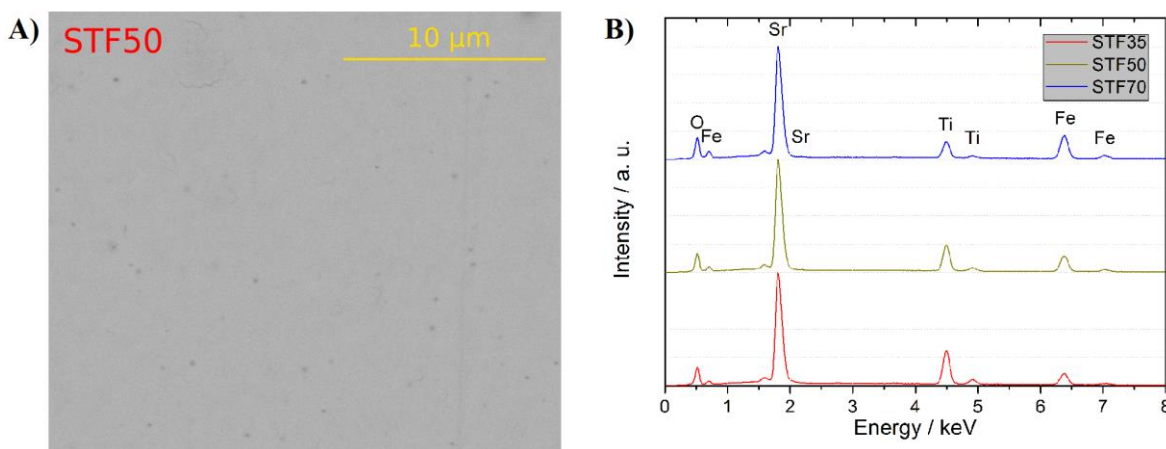 A)
STF50
10 μm
B)
Sr
STF35
STF50
STF70
O
Fe
Sr
Ti
Ti
Fe
Fe
Intensity / a. u.
0 1 2 3 4 5 6 7 8
Energy / keV